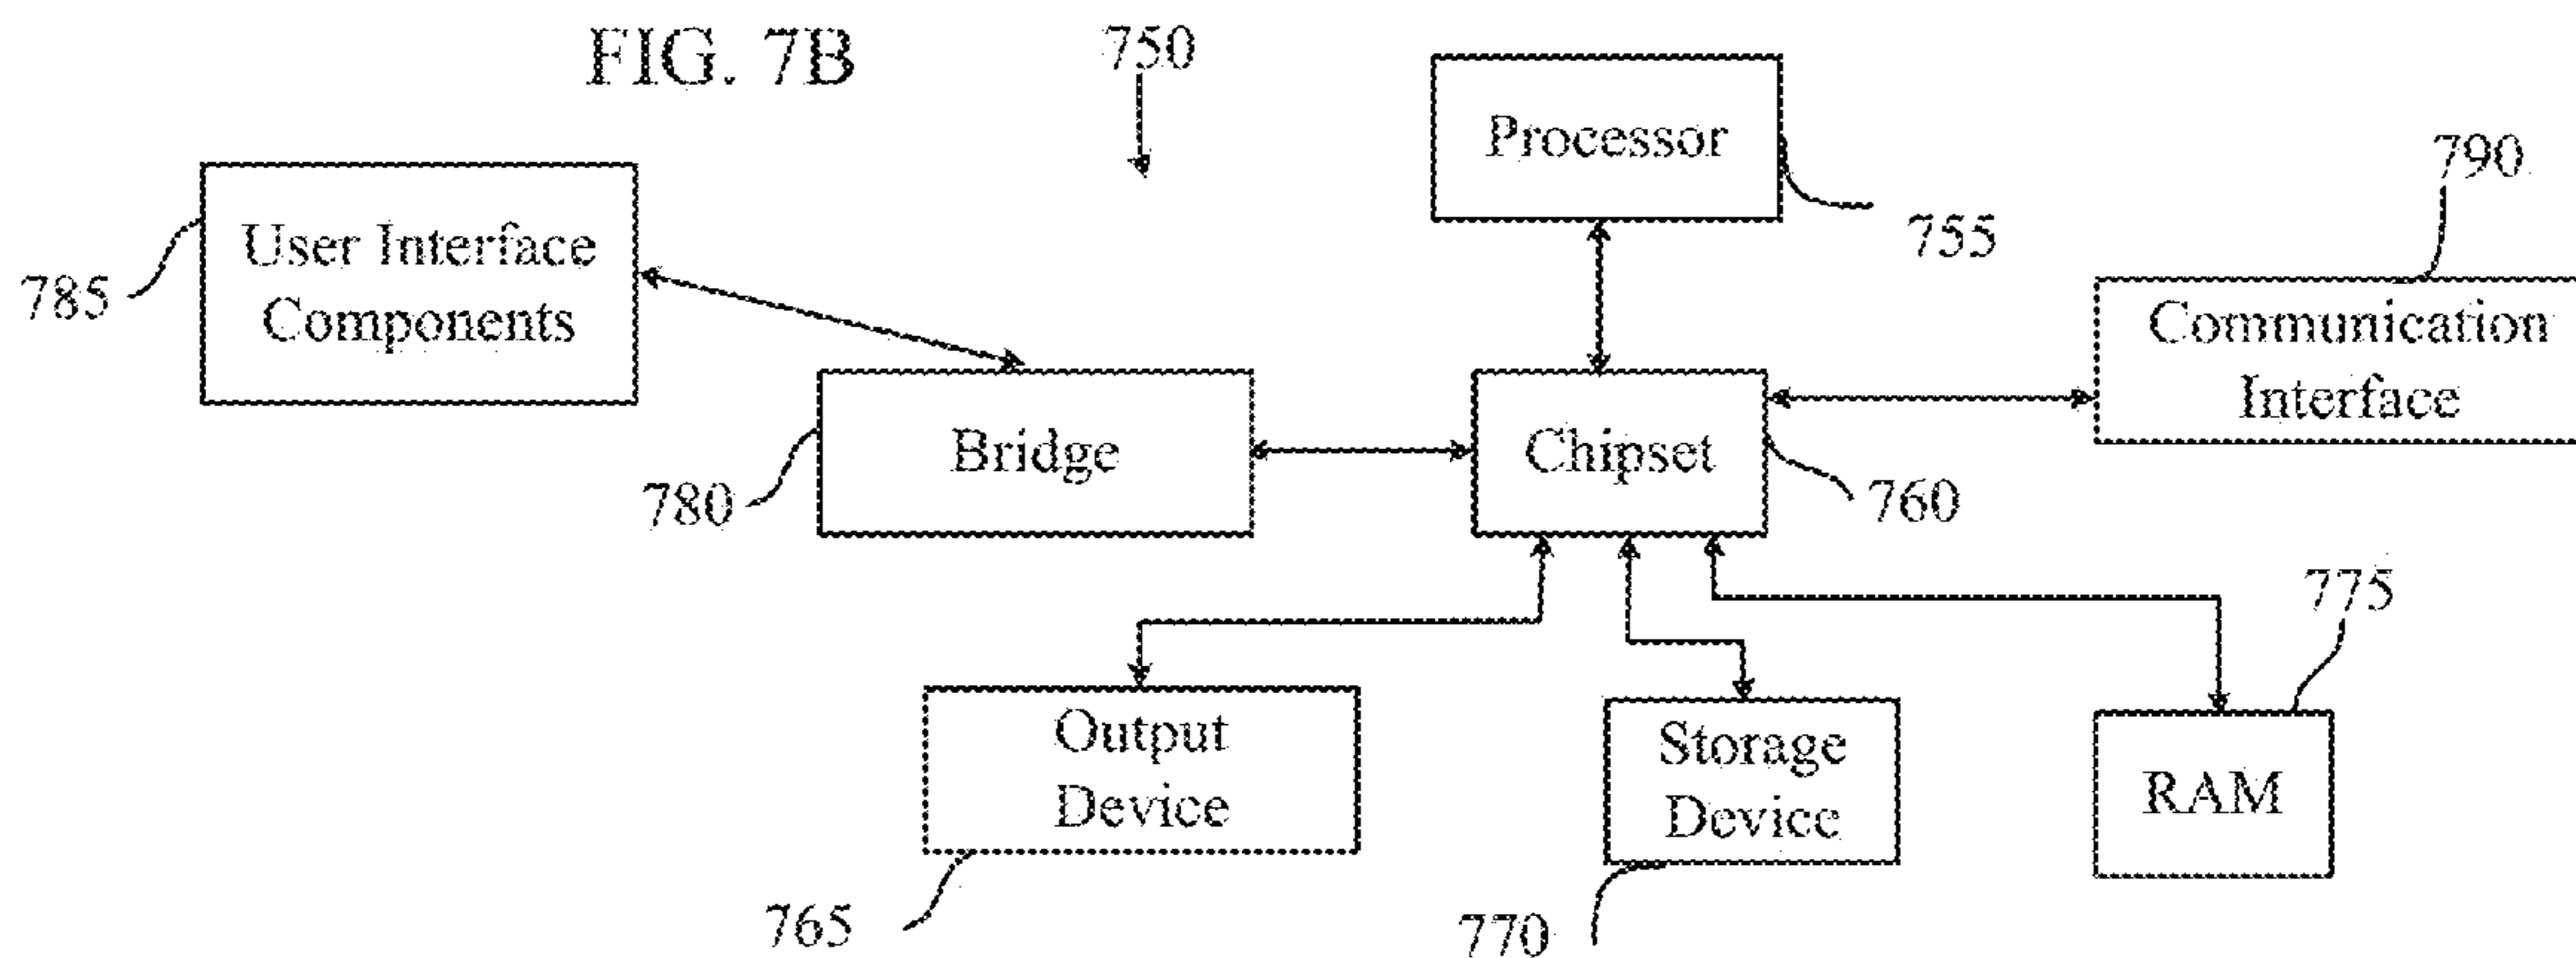 FIG. 7B
750
Processor
755
790
User Interface
Components
785
Communication
Interface
Bridge
780
Chipset
760
775
Output
Device
765
Storage
Device
770
RAM